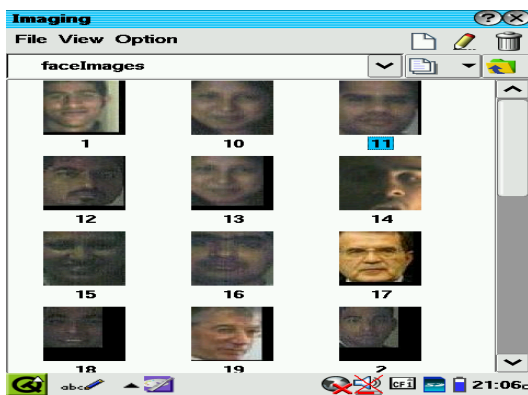 Imaging
File View Option
faceImages
1 10 11
12 13 14
15 16 17
18 19 2
abc CF1 21:06